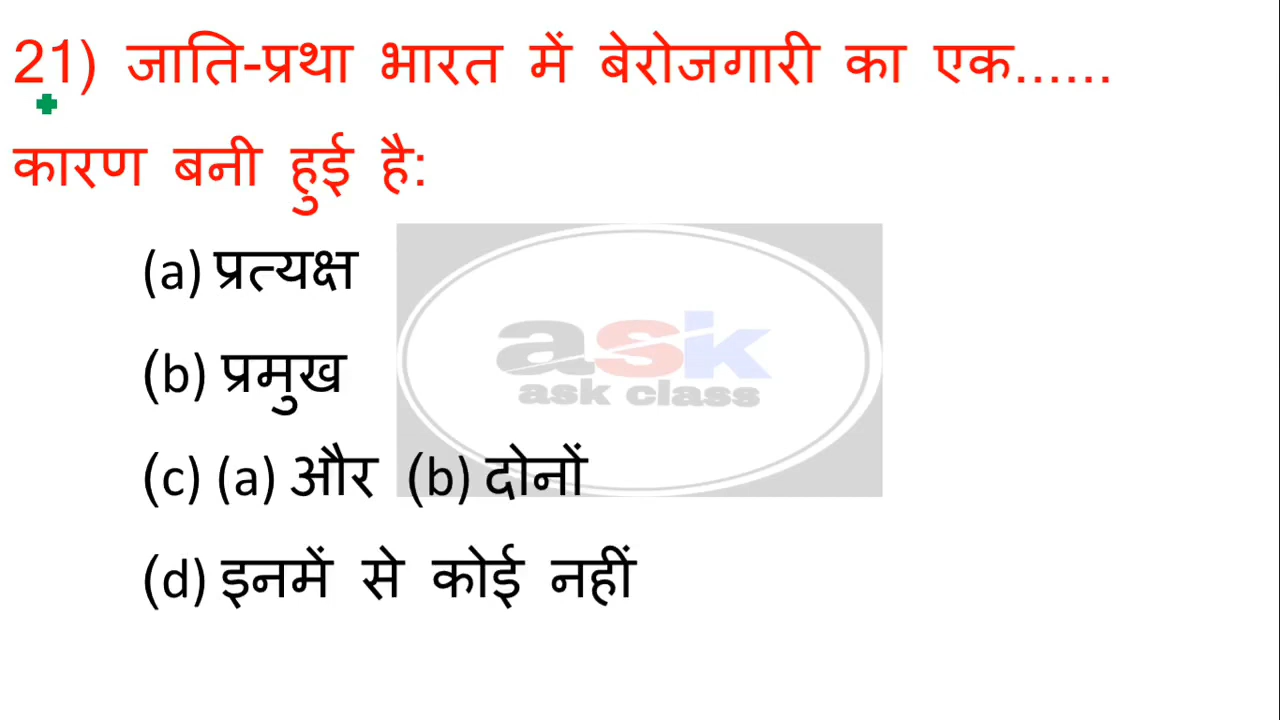 21) जाति-प्रथा भारत में बेरोजगारी का एक......
कारण बनी हुई है:
(a) प्रत्यक्ष
(b) प्रमुख
(c) (a) और (b) दोनों
(d) इनमें से कोई नहीं
ask
ask class